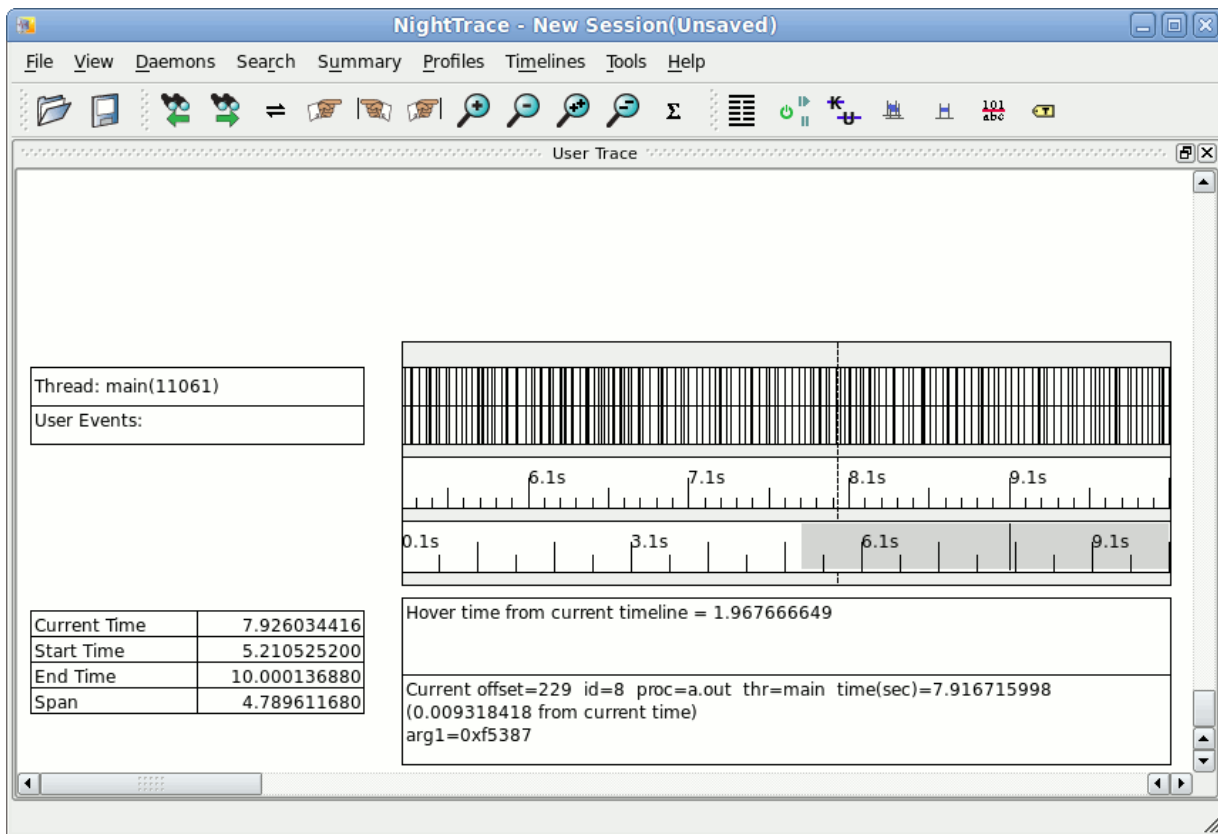 NightTrace - New Session(Unsaved)
File View Daemons Search Summary Profiles Timelines Tools Help
Σ K U 101 abc T
User Trace
Thread: main(11061)
User Events:
6.1s 7.1s 8.1s 9.1s
0.1s 3.1s 6.1s 9.1s
Current Time 7.926034416
Start Time 5.210525200
End Time 10.000136880
Span 4.789611680
Hover time from current timeline = 1.967666649
Current offset=229 id=8 proc=a.out thr=main time(sec)=7.916715998
(0.009318418 from current time)
arg1=0xf5387